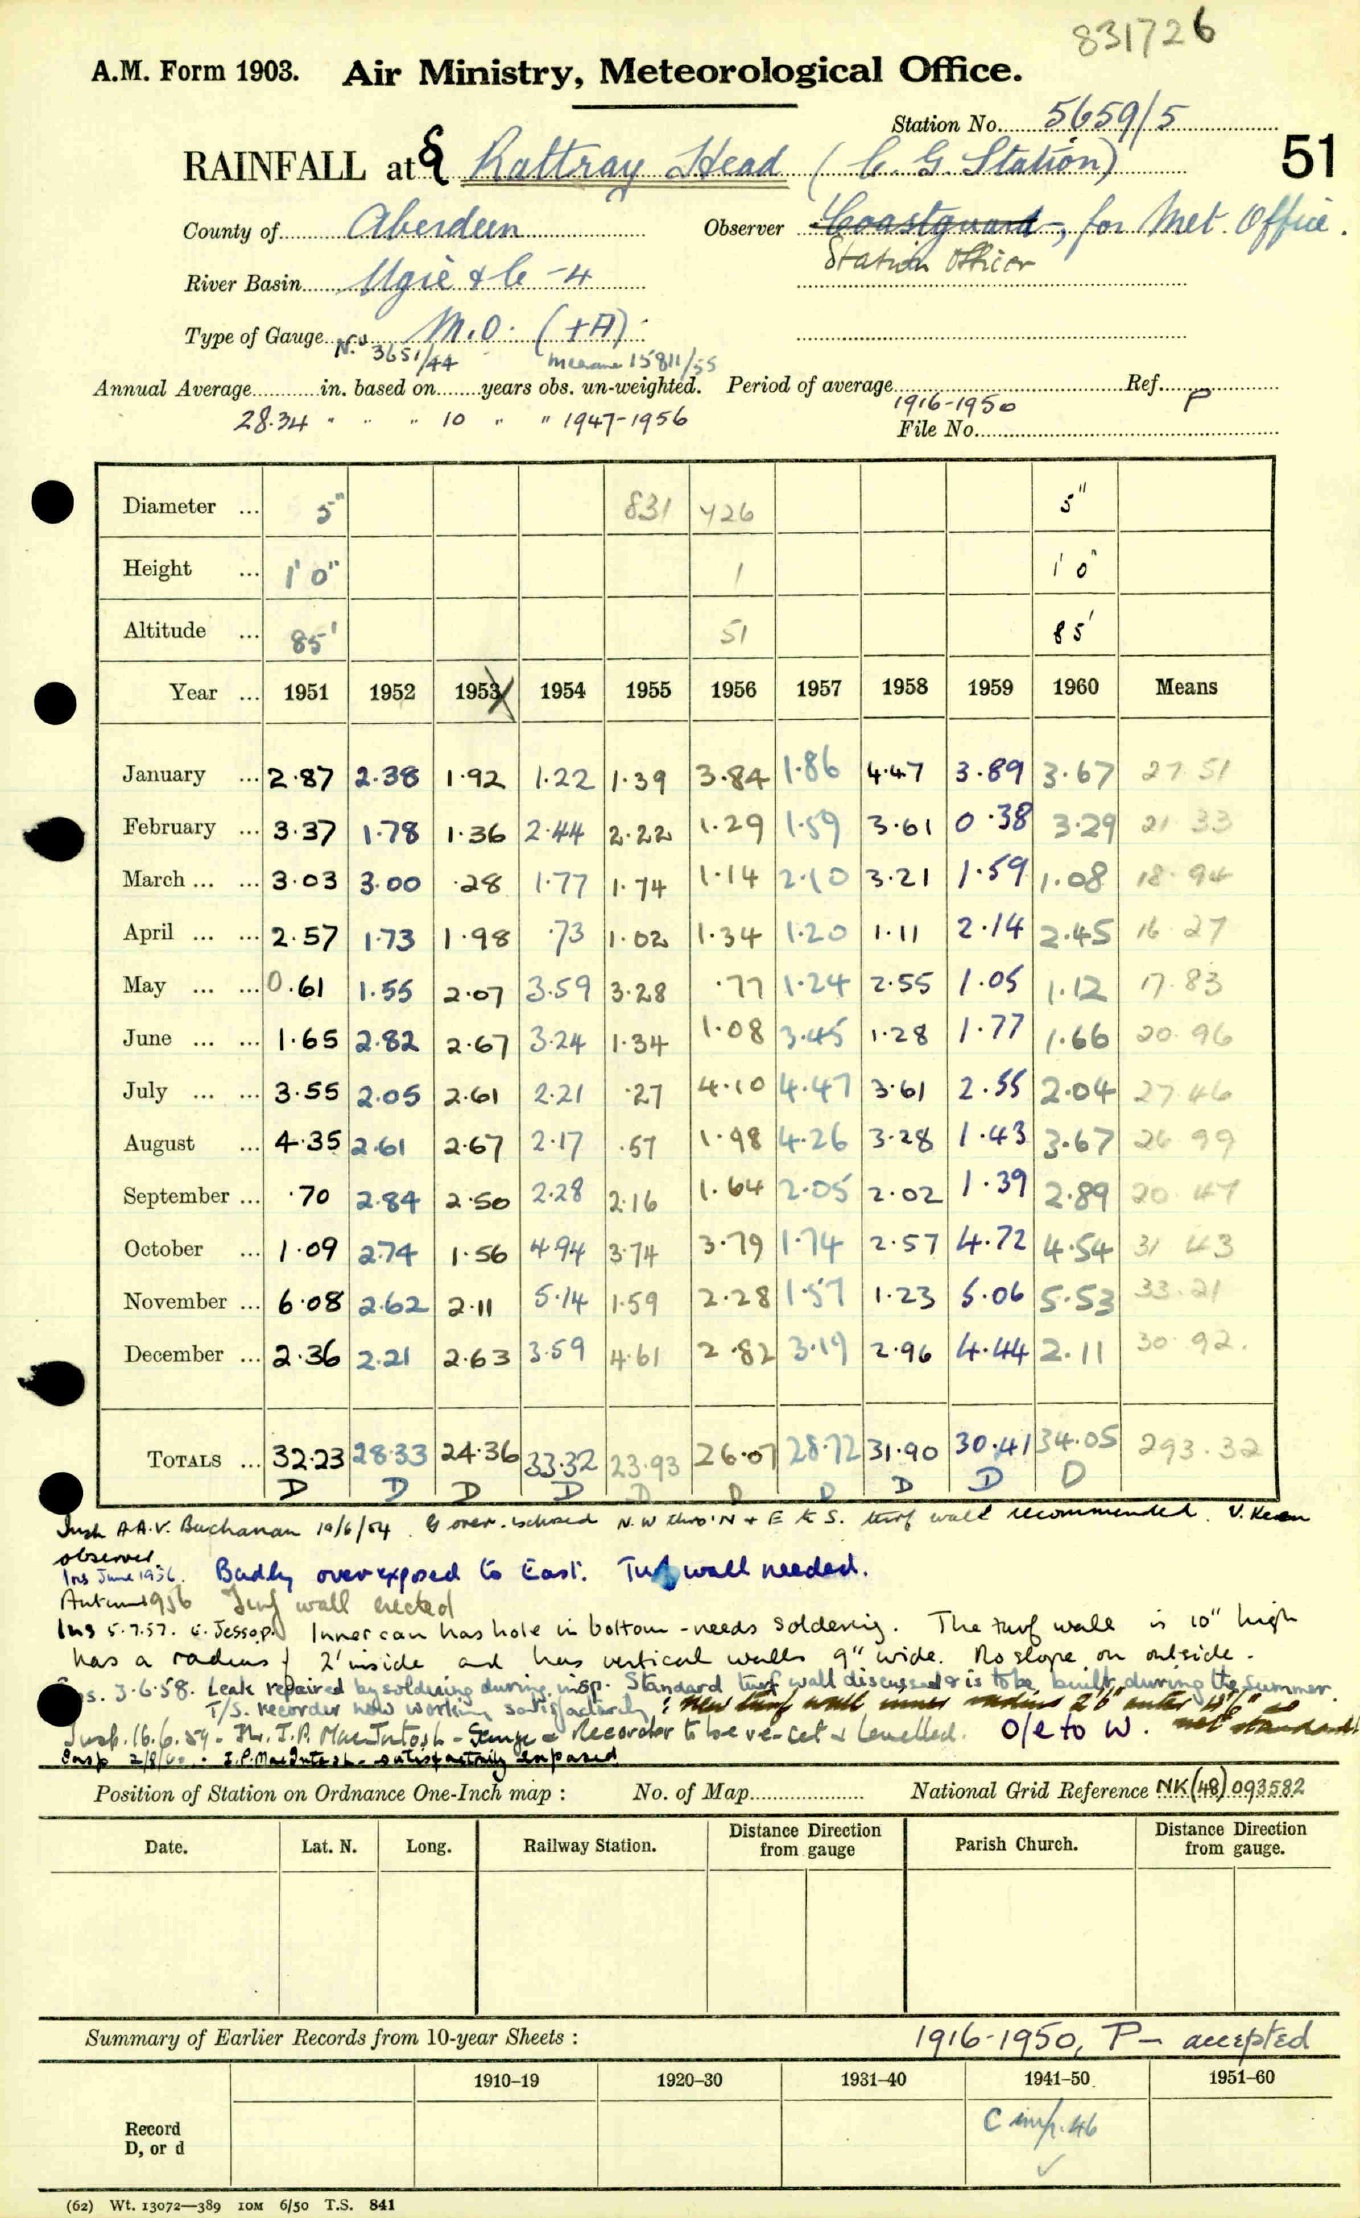 831726
A.M. Form 1903. Air Ministry, Meteorological Office.
Station No. 5659/5
RAINFALL at Rattray Head (C.G. Station) 51
County of Aberdeen Observer Coastguard, for Met. Office.
Station Officer
River Basin Ugie & C-4
Type of Gauge M.O. (+A)
No 3651/44 15811/55
Annual Average in. based on years obs. un-weighted. Period of average 1916-1950 Ref. P
28.34 " " " 10 " " 1947-1956
File No.
Diameter ... 5" 831 726 5"
Height ... 1' 0" 1 1' 0"
Altitude ... 85' 51 85'
Year ... 1951 1952 1953 X 1954 1955 1956 1957 1958 1959 1960 Means
January ... 2.87 2.38 1.92 1.22 1.39 3.84 1.86 4.47 3.89 3.67 27.51
February ... 3.37 1.78 1.36 2.44 2.22 1.29 1.59 3.61 0.38 3.29 21.33
March ... ... 3.03 3.00 .28 1.77 1.74 1.14 2.10 3.21 1.59 1.08 18.94
April ... ... 2.57 1.73 1.98 .73 1.02 1.34 1.20 1.11 2.14 2.45 16.27
May ... ... 0.61 1.55 2.07 3.59 3.28 .77 1.24 2.55 1.05 1.12 17.83
June ... ... 1.65 2.82 2.67 3.24 1.34 1.08 3.45 1.28 1.77 1.66 20.96
July ... ... 3.55 2.05 2.61 2.21 .27 4.10 4.47 3.61 2.55 2.04 27.46
August ... 4.35 2.61 2.67 2.17 .57 1.98 4.26 3.28 1.43 3.67 26.99
September ... .70 2.84 2.50 2.28 2.16 1.64 2.05 2.02 1.39 2.89 20.47
October ... 1.09 2.74 1.56 4.94 3.74 3.79 1.74 2.57 4.72 4.54 31.43
November ... 6.08 2.62 2.11 5.14 1.59 2.28 1.57 1.23 5.06 5.53 33.21
December ... 2.36 2.21 2.63 3.59 4.61 2.82 3.19 2.96 4.44 2.11 30.92.
TOTALS ... 32.23 28.33 24.36 33.32 23.93 26.07 28.72 31.90 30.41 34.05 293.32
D D D D D D D D D D
Insp A.A.V. Buchanan 10/6/54. G over. N.W thro' N + E to S. turf wall recommended.
observer.
Ins June 1956. Badly overexposed to East. Turf wall needed.
Autumn 1956 Turf wall erected
Ins 5.7.57. E. Jessop. Inner can has hole in bottom - needs soldering. The turf wall is 10" high
has a radius of 2' inside and has vertical walls 9" wide. No slope on outside.
Ins. 3.6.58. Leak repaired by soldering during insp. Standard turf wall discussed & is to be built during the summer.
T/S. recorder now working satisfactorily: new turf wall inner radius 2'6" outer so
not standard!
Insp. 16.6.59 - Mr. J.P. MacIntosh - Gauge & Recorder to be re-set & levelled. O/e to W.
Insp 2/8/60 - J.P. MacIntosh - satisfactorily exposed
Position of Station on Ordnance One-Inch map : No. of Map National Grid Reference NK(48) 093582
Date. Lat. N. Long. Railway Station. Distance Direction from gauge Parish Church. Distance Direction from gauge.
Summary of Earlier Records from 10-year Sheets : 1916-1950, P - accepted
1910–19 1920–30 1931–40 1941–50 1951–60
Record
D, or d
C imp. 46
✓
(62) Wt. 13072—389 10M 6/50 T.S. 841